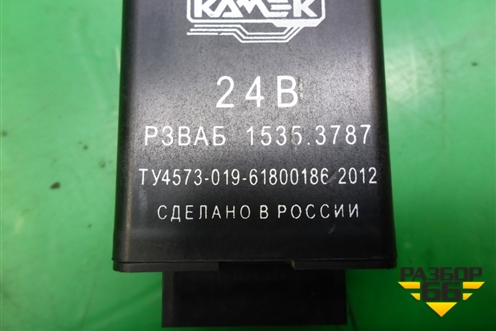 КАМЕК
24В
РЗВАБ 1535.3787
ТУ4573-019-61800186 2012
СДЕЛАНО В РОССИИ
РАЗБОР
66